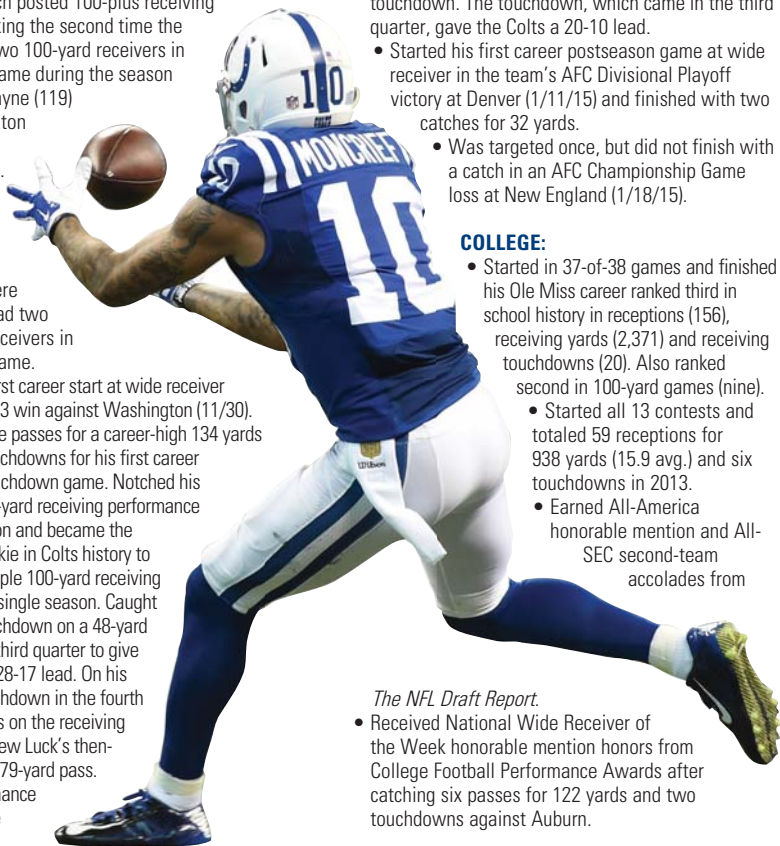 ch posted 100-plus receiving
king the second time the
wo 100-yard receivers in
ame during the season
ayne (119)
ton
.
ere
ad two
eceivers in
ame.
rst career start at wide receiver
3 win against Washington (11/30).
e passes for a career-high 134 yards
uchdowns for his first career
chdown game. Notched his
-yard receiving performance
on and became the
kie in Colts history to
ple 100-yard receiving
single season. Caught
chdown on a 48-yard
third quarter to give
28-17 lead. On his
hdown in the fourth
s on the receiving
ew Luck's then-
79-yard pass.
mance
10
COLTS
MONCRIEF
10
10
NFL
Wilson
touchdown. The touchdown, which came in the third
quarter, gave the Colts a 20-10 lead.
• Started his first career postseason game at wide
receiver in the team's AFC Divisional Playoff
victory at Denver (1/11/15) and finished with two
catches for 32 yards.
• Was targeted once, but did not finish with
a catch in an AFC Championship Game
loss at New England (1/18/15).
COLLEGE:
• Started in 37-of-38 games and finished
his Ole Miss career ranked third in
school history in receptions (156),
receiving yards (2,371) and receiving
touchdowns (20). Also ranked
second in 100-yard games (nine).
• Started all 13 contests and
totaled 59 receptions for
938 yards (15.9 avg.) and six
touchdowns in 2013.
• Earned All-America
honorable mention and All-
SEC second-team
accolades from
The NFL Draft Report.
• Received National Wide Receiver of
the Week honorable mention honors from
College Football Performance Awards after
catching six passes for 122 yards and two
touchdowns against Auburn.